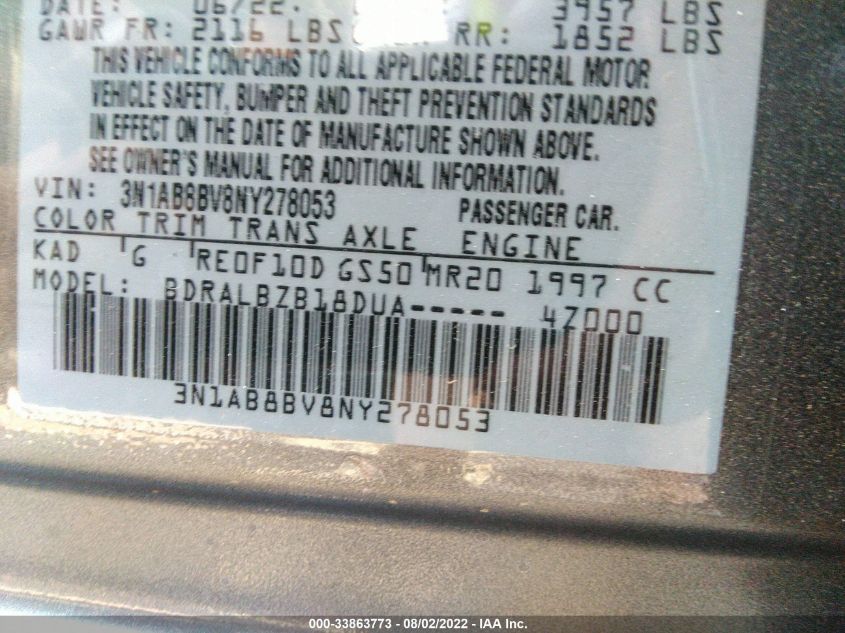 DATE: 06/22. 3957 LBS
GAWR FR: 2116 LBS RR: 1852 LBS
THIS VEHICLE CONFORMS TO ALL APPLICABLE FEDERAL MOTOR
VEHICLE SAFETY, BUMPER AND THEFT PREVENTION STANDARDS
IN EFFECT ON THE DATE OF MANUFACTURE SHOWN ABOVE.
SEE OWNER'S MANUAL FOR ADDITIONAL INFORMATION.
VIN: 3N1AB8BV8NY278053 PASSENGER CAR.
COLOR TRIM TRANS AXLE ENGINE
KAD G RE0F10D GS50 MR20 1997 CC
MODEL: BDRALBZB18DUA----- 4Z000
3N1AB8BV8NY278053
000-33863773 - 08/02/2022 - IAA Inc.